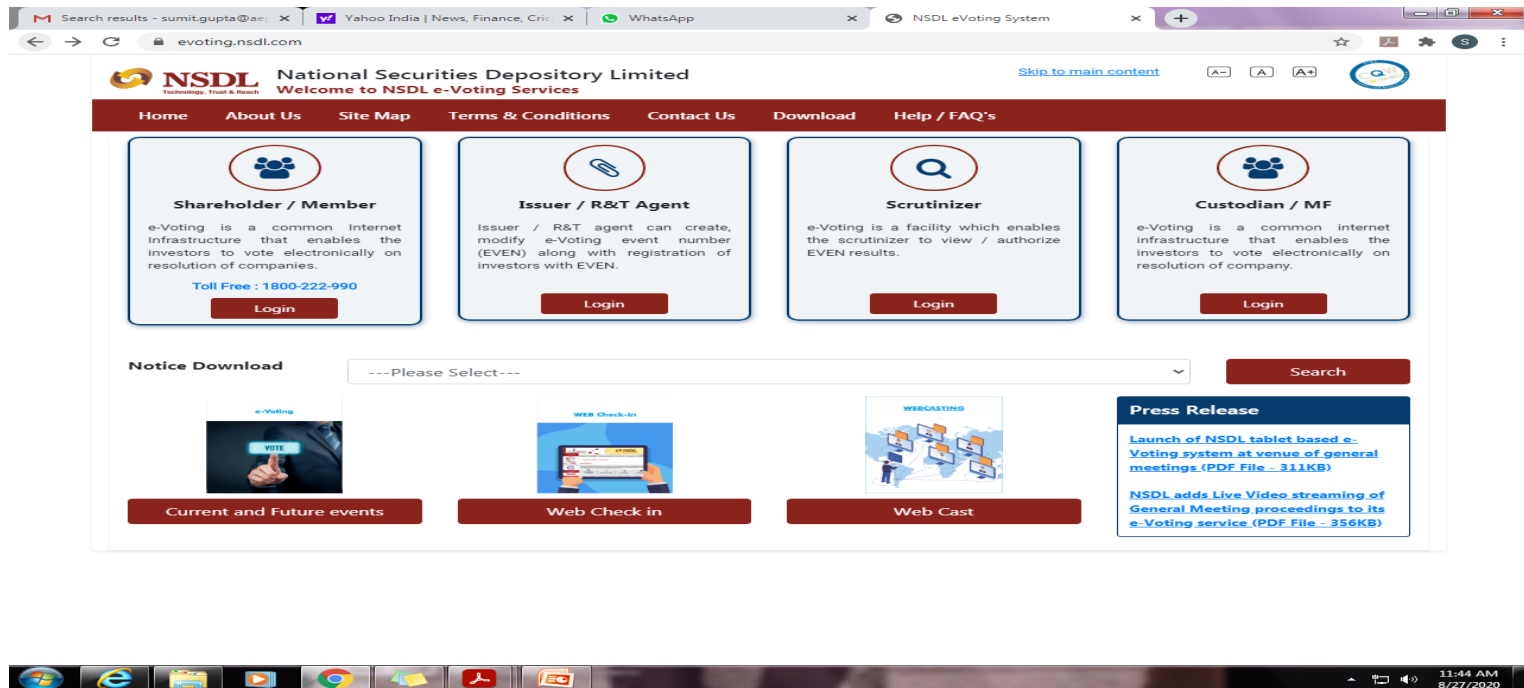 Search results - sumit.gupta@ae
Yahoo India | News, Finance, Cric
WhatsApp
NSDL eVoting System
evoting.nsdl.com
S
NSDL
Technology, Trust & Reach
National Securities Depository Limited
Welcome to NSDL e-Voting Services
Skip to main content
A-
A
A+
Home
About Us
Site Map
Terms & Conditions
Contact Us
Download
Help / FAQ's
Shareholder / Member
e-Voting is a common Internet
Infrastructure that enables the
investors to vote electronically on
resolution of companies.
Toll Free : 1800-222-990
Login
Issuer / R&T Agent
Issuer / R&T agent can create,
modify e-Voting event number
(EVEN) along with registration of
investors with EVEN.
Login
Scrutinizer
e-Voting is a facility which enables
the scrutinizer to view / authorize
EVEN results.
Login
Custodian / MF
e-Voting is a common internet
infrastructure that enables the
investors to vote electronically on
resolution of company.
Login
Notice Download
---Please Select---
Search
e-Voting
VOTE
Current and Future events
WEB Check-in
Web Check in
WEBCASTING
Web Cast
Press Release
Launch of NSDL tablet based e-
Voting system at venue of general
meetings (PDF File - 311KB)
NSDL adds Live Video streaming of
General Meeting proceedings to its
e-Voting service (PDF File - 356KB)
11:44 AM
8/27/2020